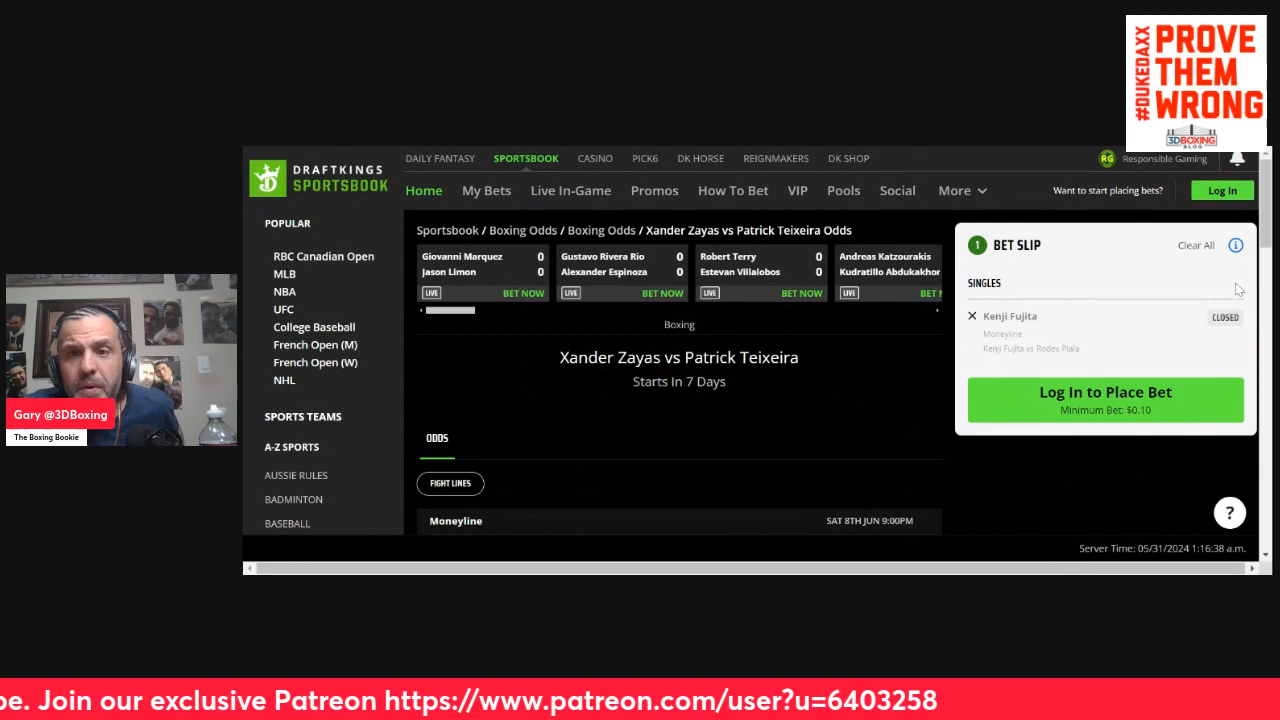 #DUKEDAXX
PROVE
THEM
WRONG
3DBOXING
BLOG
DRAFTKINGS
SPORTSBOOK
DAILY FANTASY SPORTSBOOK CASINO PICK6 DK HORSE REIGNMAKERS DK SHOP
RG Responsible Gaming
Home My Bets Live In-Game Promos How To Bet VIP Pools Social More
Want to start placing bets? Log In
POPULAR
RBC Canadian Open
MLB
NBA
UFC
College Baseball
French Open (M)
French Open (W)
NHL
SPORTS TEAMS
A-Z SPORTS
AUSSIE RULES
BADMINTON
BASEBALL
Sportsbook / Boxing Odds / Boxing Odds / Xander Zayas vs Patrick Teixeira Odds
Giovanni Marquez 0
Jason Limon 0
LIVE BET NOW
Gustavo Rivera Rio 0
Alexander Espinoza 0
LIVE BET NOW
Robert Terry 0
Estevan Villalobos 0
LIVE BET NOW
Andreas Katzourakis
Kudratillo Abdukakhor
LIVE BET N
Boxing
Xander Zayas vs Patrick Teixeira
Starts In 7 Days
ODDS
FIGHT LINES
Moneyline SAT 8TH JUN 9:00PM
1 BET SLIP Clear All
SINGLES
Kenji Fujita CLOSED
Moneyline
Kenji Fujita vs Rodex Piala
Log In to Place Bet
Minimum Bet: $0.10
?
Server Time: 05/31/2024 1:16:38 a.m.
Gary @3DBoxing
The Boxing Bookie
be. Join our exclusive Patreon https://www.patreon.com/user?u=6403258